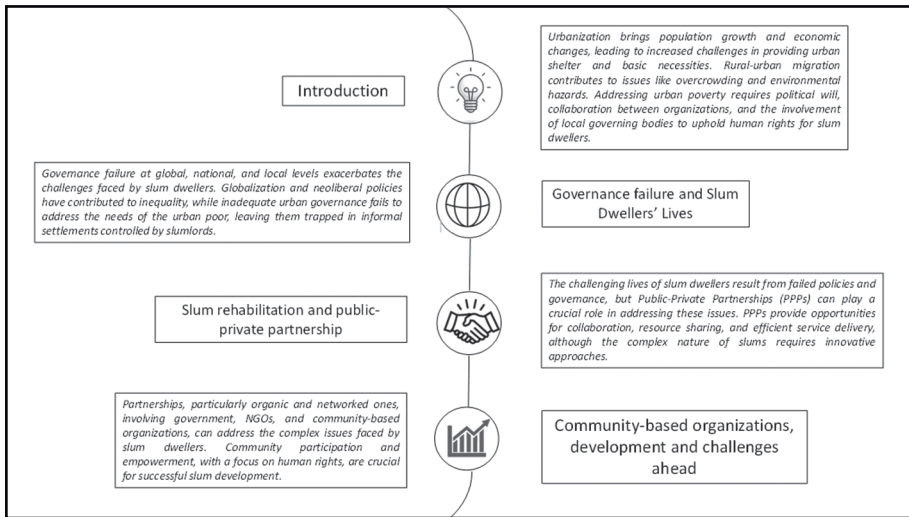 Introduction
Urbanization brings population growth and economic
changes, leading to increased challenges in providing urban
shelter and basic necessities. Rural-urban migration
contributes to issues like overcrowding and environmental
hazards. Addressing urban poverty requires political will,
collaboration between organizations, and the involvement
of local governing bodies to uphold human rights for slum
dwellers.
Governance failure and Slum
Dwellers' Lives
Governance failure at global, national, and local levels exacerbates the
challenges faced by slum dwellers. Globalization and neoliberal policies
have contributed to inequality, while inadequate urban governance fails to
address the needs of the urban poor, leaving them trapped in informal
settlements controlled by slumlords.
Slum rehabilitation and public-
private partnership
The challenging lives of slum dwellers result from failed policies and
governance, but Public-Private Partnerships (PPPs) can play a
crucial role in addressing these issues. PPPs provide opportunities
for collaboration, resource sharing, and efficient service delivery,
although the complex nature of slums requires innovative
approaches.
Community-based organizations,
development and challenges
ahead
Partnerships, particularly organic and networked ones,
involving government, NGOs, and community-based
organizations, can address the complex issues faced by
slum dwellers. Community participation and
empowerment, with a focus on human rights, are crucial
for successful slum development.